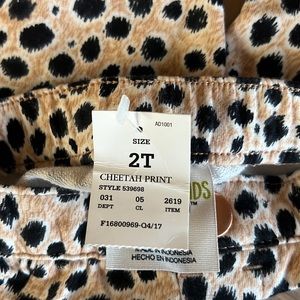 AD1001
SIZE
2T
CHEETAH PRINT
STYLE 539698
031 05 2619
DEPT CL ITEM
F16800969-Q4/17
DS
TM
MADE IN INDONESIA
HECHO EN INDONESIA